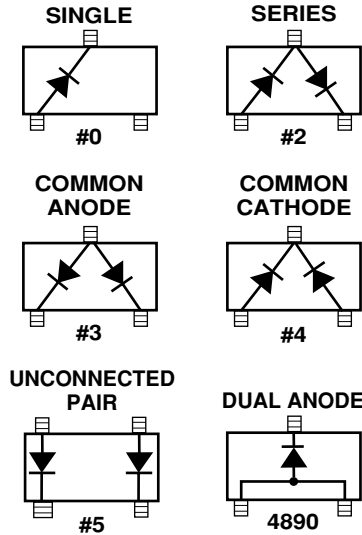 SINGLE
#0
SERIES
#2
COMMON
ANODE
#3
COMMON
CATHODE
#4
UNCONNECTED
PAIR
#5
DUAL ANODE
4890